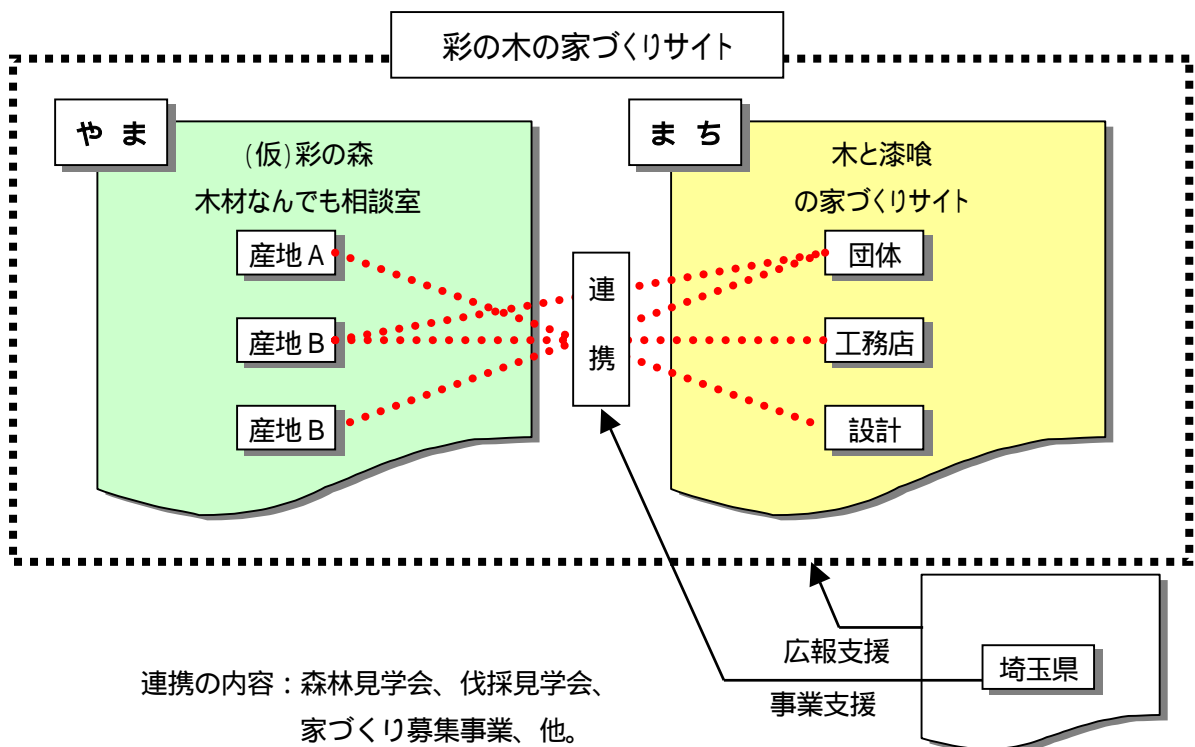 彩の木の家づくりサイト
やま
(仮)彩の森
木材なんでも相談室
産地A
産地B
産地B
連
携
まち
木と漆喰
の家づくりサイト
団体
工務店
設計
広報支援
事業支援
埼玉県
連携の内容：森林見学会、伐採見学会、
家づくり募集事業、他。